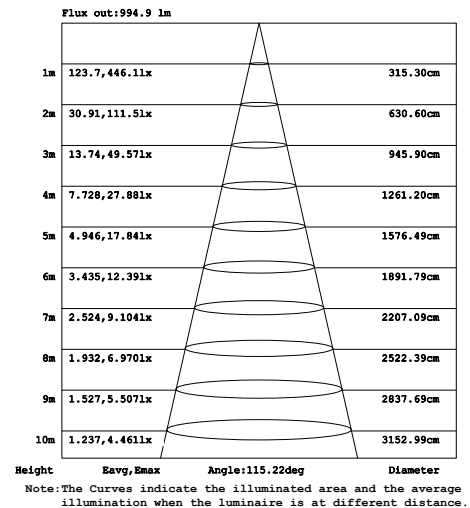 Flux out:994.9 lm
1m 123.7,446.1lx 315.30cm
2m 30.91,111.5lx 630.60cm
3m 13.74,49.57lx 945.90cm
4m 7.728,27.88lx 1261.20cm
5m 4.946,17.84lx 1576.49cm
6m 3.435,12.39lx 1891.79cm
7m 2.524,9.104lx 2207.09cm
8m 1.932,6.970lx 2522.39cm
9m 1.527,5.507lx 2837.69cm
10m 1.237,4.461lx 3152.99cm
Height Eavg,Emax Angle:115.22deg Diameter
Note:The Curves indicate the illuminated area and the average
illumination when the luminaire is at different distance.